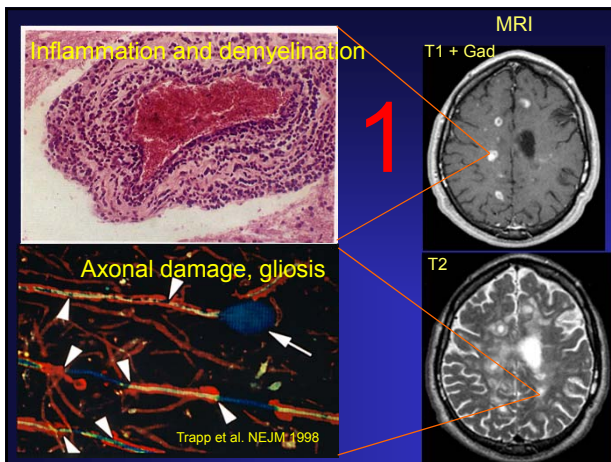 MRI
Inflammation and demyelination
T1 + Gad
1
Axonal damage, gliosis
T2
Trapp et al. NEJM 1998